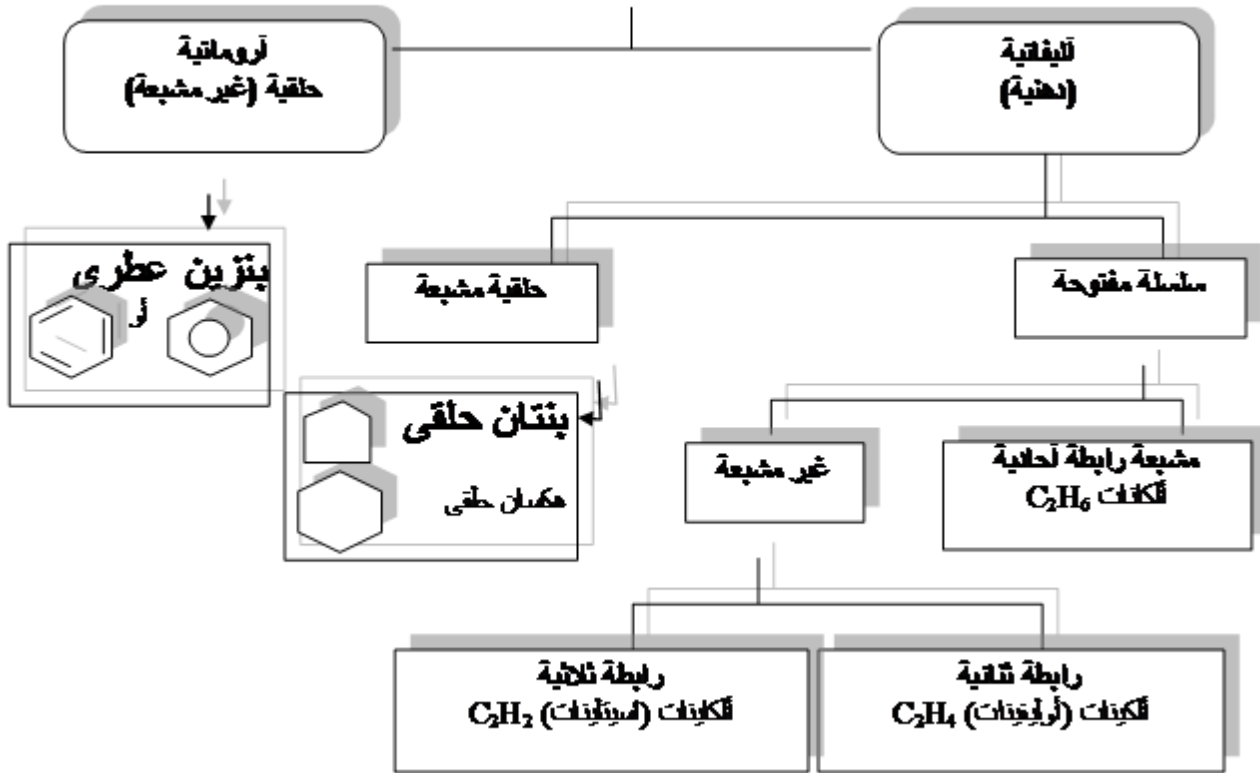 أليفاتية
(دهنية)
أروماتية
حلقية (غير مشبعة)
سلسلة مفتوحة
حلقية مشبعة
بنزين عطرى
أو
مشبعة رابطة أحادية
ألكانات C₂H₆
غير مشبعة
بنتان حلقى
هكسان حلقى
رابطة ثنائية
ألكينات (أوليفينات) C₂H₄
رابطة ثلاثية
ألكاينات (اسيتاينات) C₂H₂